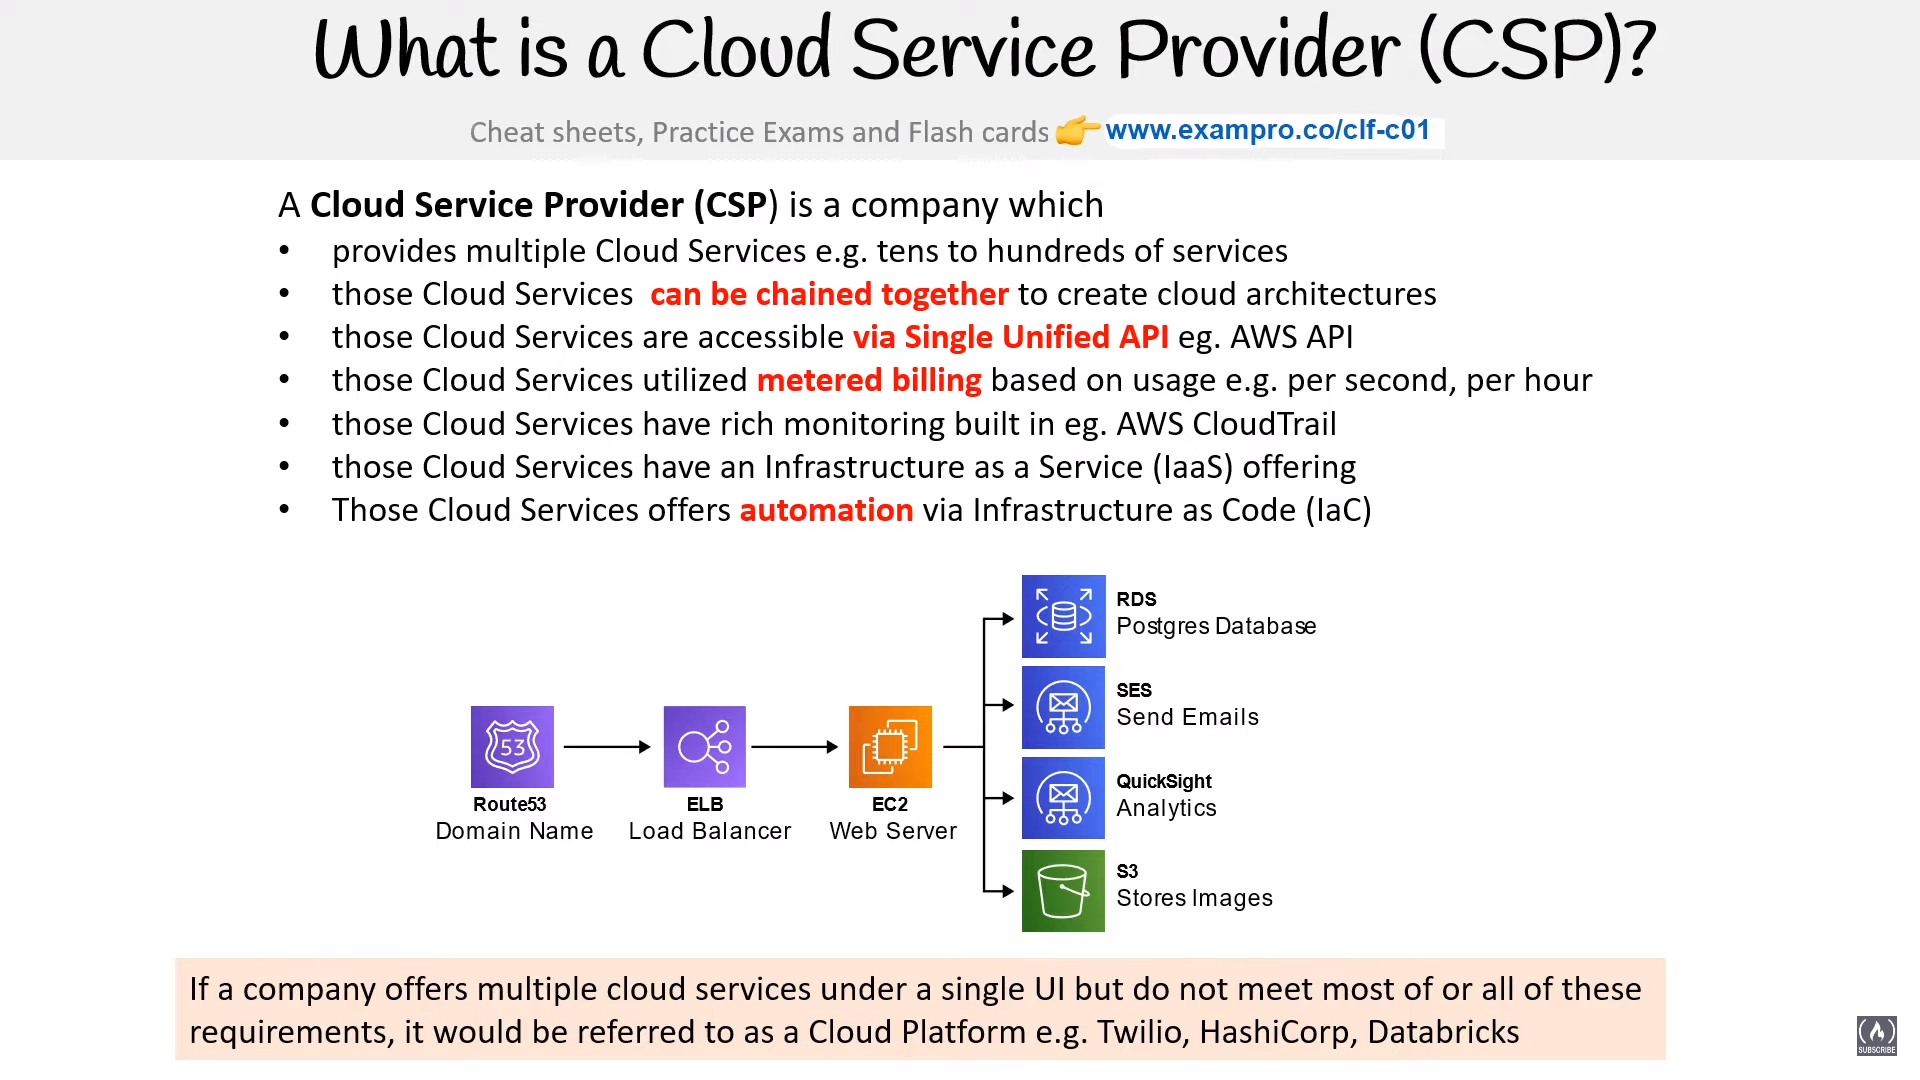 What is a Cloud Service Provider (CSP)?
Cheat sheets, Practice Exams and Flash cards 👉 www.exampro.co/clf-c01
A Cloud Service Provider (CSP) is a company which
• provides multiple Cloud Services e.g. tens to hundreds of services
• those Cloud Services can be chained together to create cloud architectures
• those Cloud Services are accessible via Single Unified API eg. AWS API
• those Cloud Services utilized metered billing based on usage e.g. per second, per hour
• those Cloud Services have rich monitoring built in eg. AWS CloudTrail
• those Cloud Services have an Infrastructure as a Service (IaaS) offering
• Those Cloud Services offers automation via Infrastructure as Code (IaC)
53
Route53
Domain Name
ELB
Load Balancer
EC2
Web Server
RDS
Postgres Database
SES
Send Emails
QuickSight
Analytics
S3
Stores Images
If a company offers multiple cloud services under a single UI but do not meet most of or all of these
requirements, it would be referred to as a Cloud Platform e.g. Twilio, HashiCorp, Databricks
SUBSCRIBE